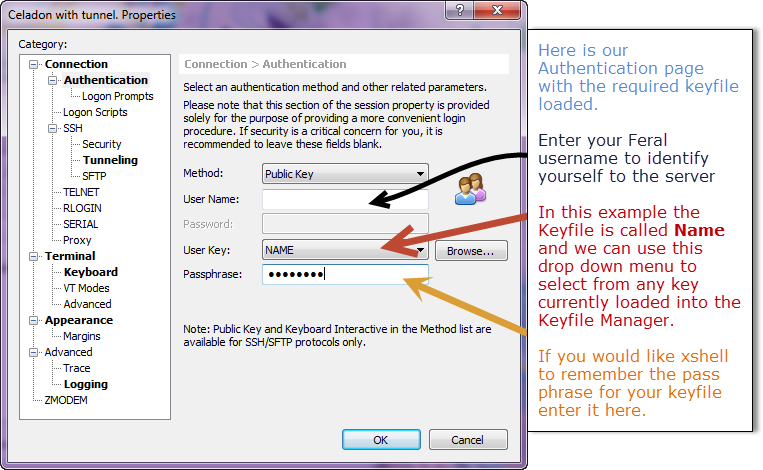 Celadon with tunnel. Properties
Category:
Connection
Authentication
Logon Prompts
Logon Scripts
SSH
Security
Tunneling
SFTP
TELNET
RLOGIN
SERIAL
Proxy
Terminal
Keyboard
VT Modes
Advanced
Appearance
Margins
Advanced
Trace
Logging
ZMODEM
Connection > Authentication
Select an authentication method and other related parameters.
Please note that this section of the session property is provided
solely for the purpose of providing a more convenient login
procedure. If security is a critical concern for you, it is
recommended to leave these fields blank.
Method:
Public Key
User Name:
Password:
User Key:
NAME
Browse...
Passphrase:
Note: Public Key and Keyboard Interactive in the Method list are
available for SSH/SFTP protocols only.
OK
Cancel
Here is our
Authentication page
with the required keyfile
loaded.
Enter your Feral
username to identify
yourself to the server
In this example the
Keyfile is called Name
and we can use this
drop down menu to
select from any key
currently loaded into the
Keyfile Manager.
If you would like xshell
to remember the pass
phrase for your keyfile
enter it here.